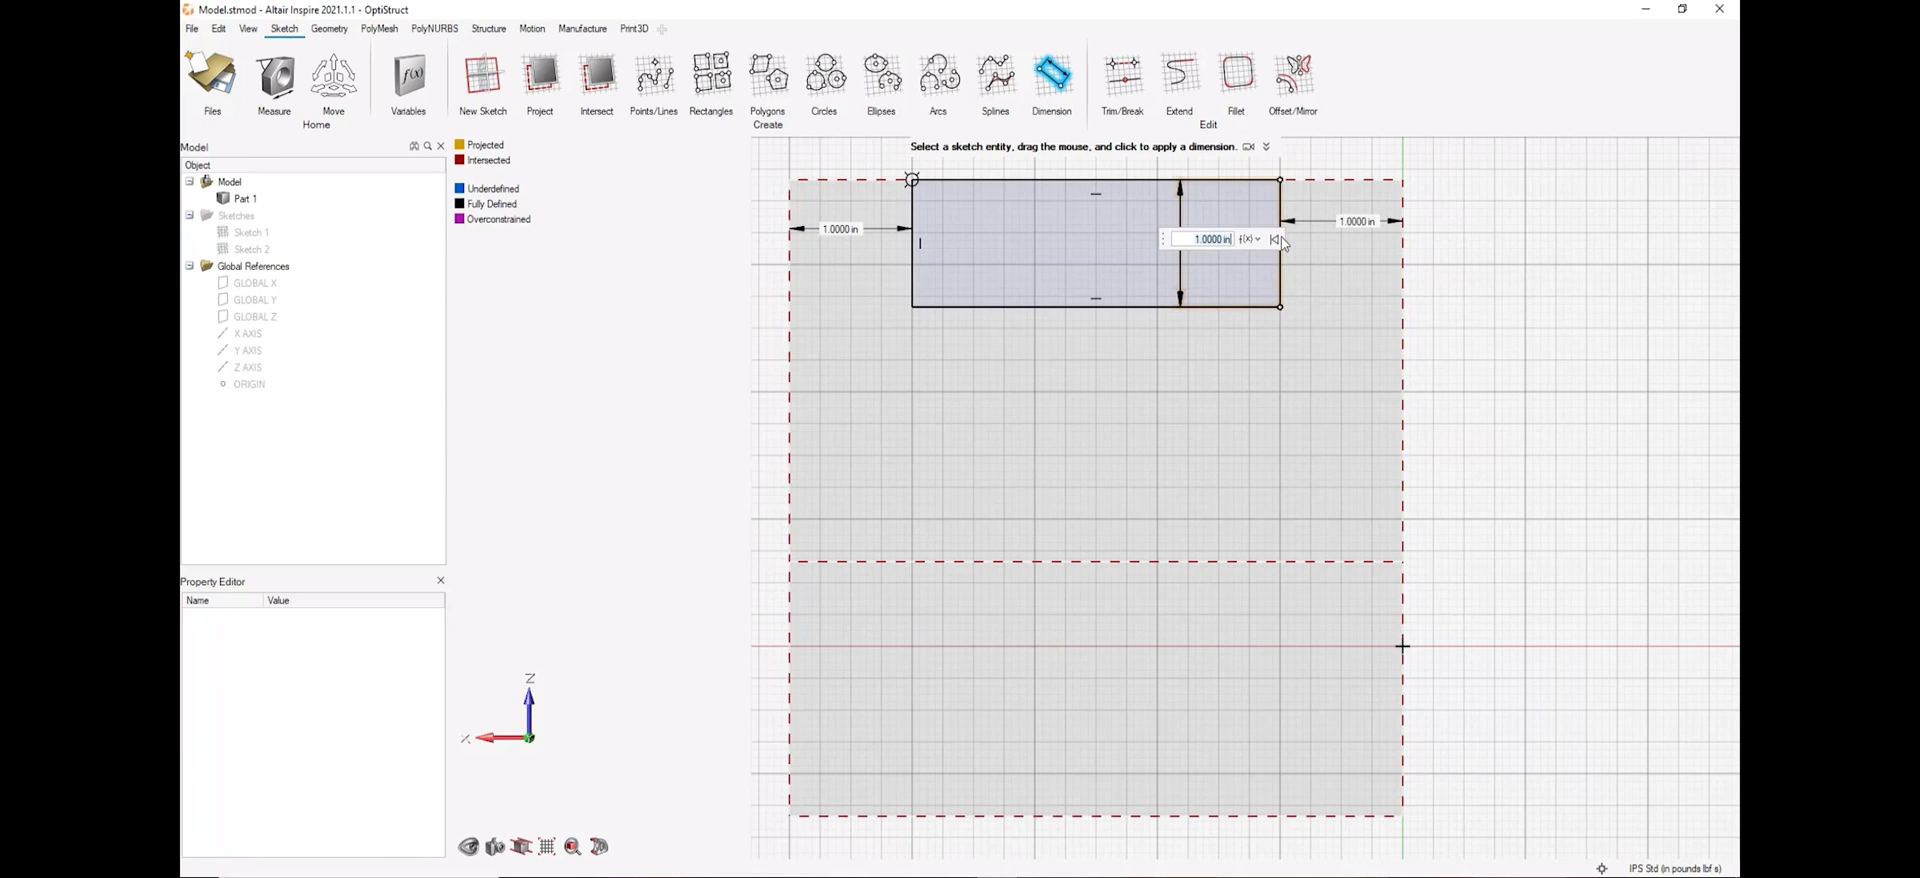 Model.stmod - Altair Inspire 2021.1.1 - OptiStruct
File Edit View Sketch Geometry PolyMesh PolyNURBS Structure Motion Manufacture Print3D
f(x)
Files Measure Move Variables New Sketch Project Intersect Points/Lines Rectangles Polygons Circles Ellipses Arcs Splines Dimension Trim/Break Extend Fillet Offset/Mirror
Home Create Edit
Model
Object
Model
Part 1
Sketches
Sketch 1
Sketch 2
Global References
GLOBAL X
GLOBAL Y
GLOBAL Z
X AXIS
Y AXIS
Z AXIS
ORIGIN
Property Editor
Name Value
Projected
Intersected
Underdefined
Fully Defined
Overconstrained
Select a sketch entity, drag the mouse, and click to apply a dimension.
1.0000 in
1.0000 in f(x)
1.0000 in
Z
X
IPS Std (in pounds lbf s)